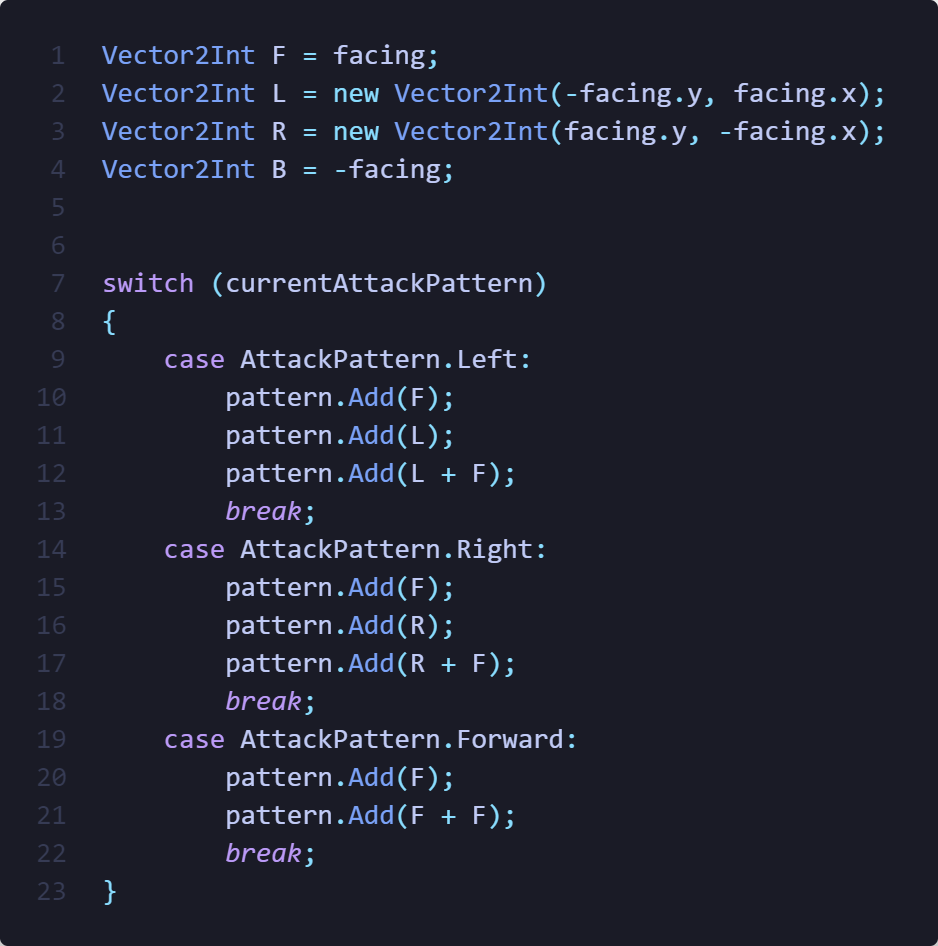 1 Vector2Int F = facing;
2 Vector2Int L = new Vector2Int(-facing.y, facing.x);
3 Vector2Int R = new Vector2Int(facing.y, -facing.x);
4 Vector2Int B = -facing;
5
6
7 switch (currentAttackPattern)
8 {
9     case AttackPattern.Left:
10         pattern.Add(F);
11         pattern.Add(L);
12         pattern.Add(L + F);
13         break;
14     case AttackPattern.Right:
15         pattern.Add(F);
16         pattern.Add(R);
17         pattern.Add(R + F);
18         break;
19     case AttackPattern.Forward:
20         pattern.Add(F);
21         pattern.Add(F + F);
22         break;
23 }